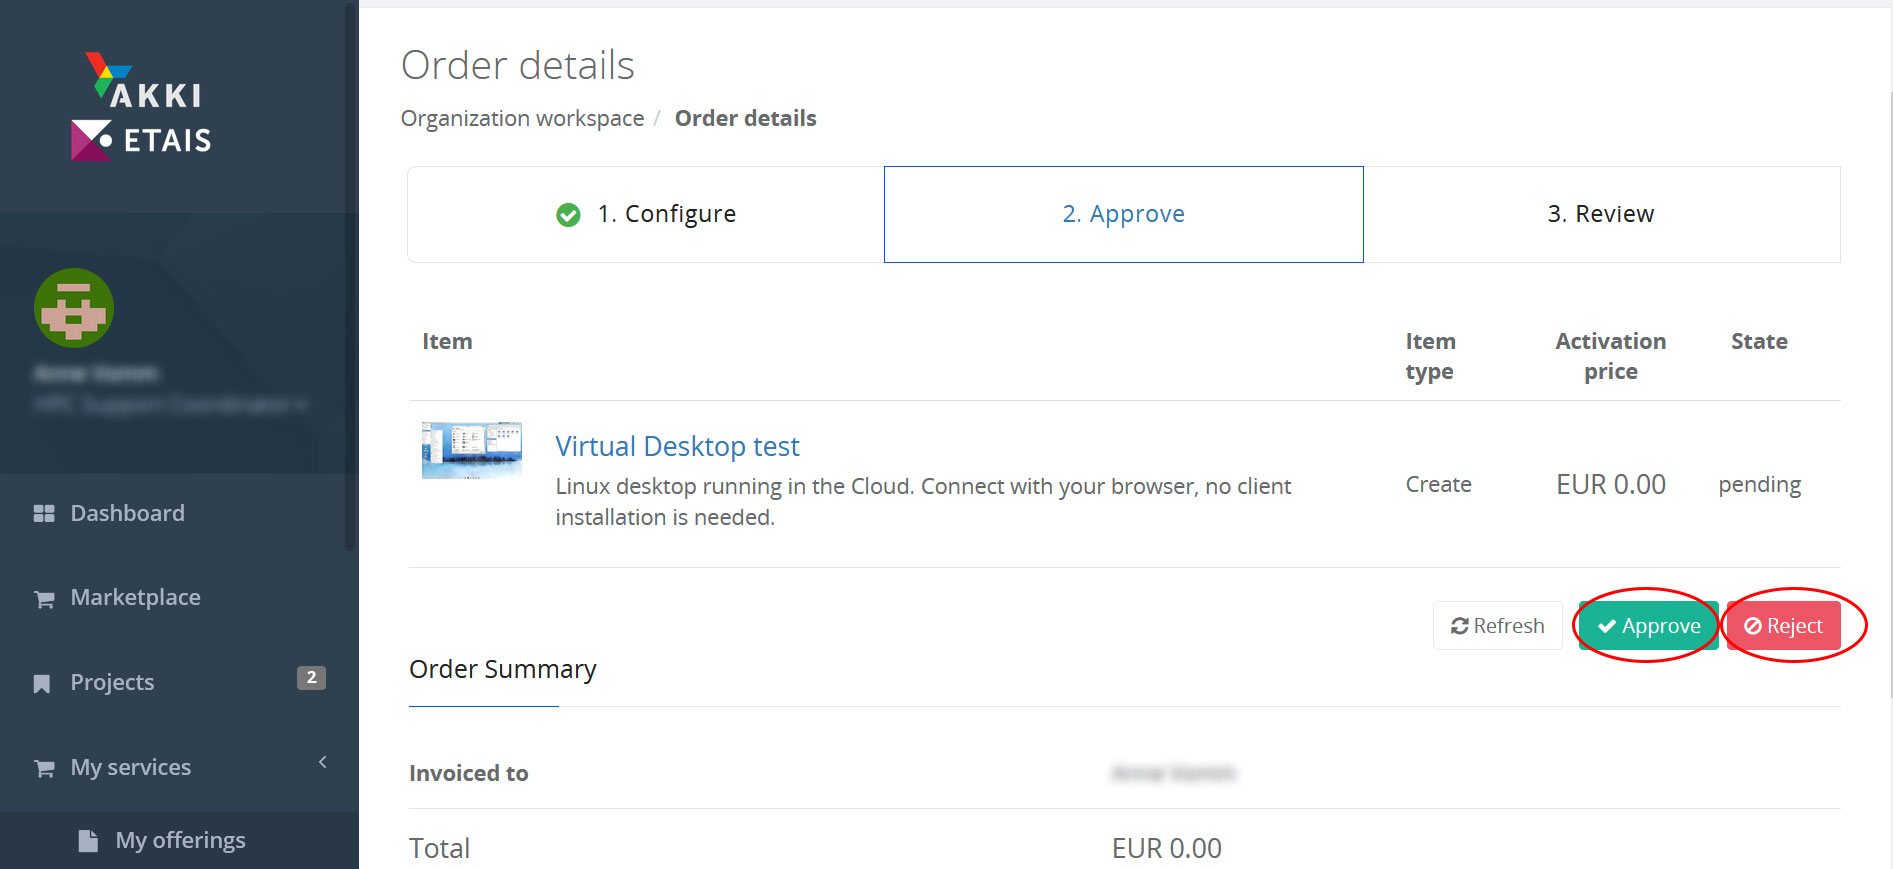 AKKI
ETAIS
Dashboard
Marketplace
Projects 2
My services
My offerings
Order details
Organization workspace / Order details
1. Configure
2. Approve
3. Review
Item
Item type
Activation price
State
Virtual Desktop test
Linux desktop running in the Cloud. Connect with your browser, no client
installation is needed.
Create
EUR 0.00
pending
Refresh
Approve
Reject
Order Summary
Invoiced to
Total
EUR 0.00